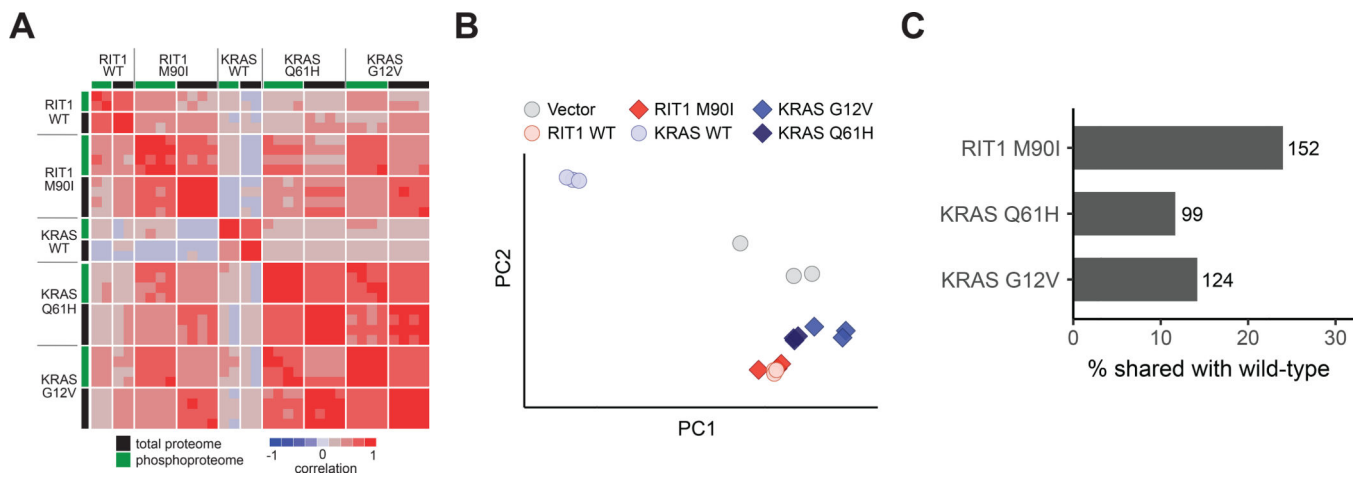 A
RIT1
WT
RIT1
M90I
KRAS
WT
KRAS
Q61H
KRAS
G12V
RIT1
WT
RIT1
M90I
KRAS
WT
KRAS
Q61H
KRAS
G12V
total proteome
phosphoproteome
-1 0 1
correlation
B
Vector RIT1 M90I KRAS G12V
RIT1 WT KRAS WT KRAS Q61H
PC2
PC1
C
RIT1 M90I 152
KRAS Q61H 99
KRAS G12V 124
0 10 20 30
% shared with wild-type